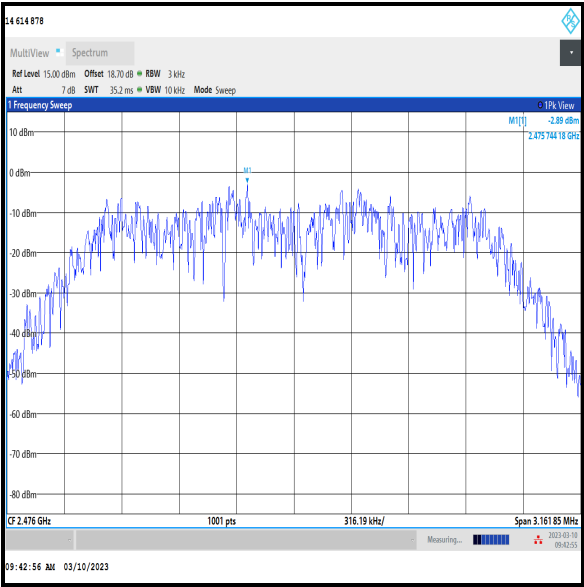 14 614 878
R S
MultiView Spectrum
Ref Level 15.00 dBm Offset 18.70 dB RBW 3 kHz
Att 7 dB SWT 35.2 ms VBW 10 kHz Mode Sweep
1 Frequency Sweep 1Pk View
M1[1] -2.89 dBm
2.475 744 18 GHz
10 dBm
0 dBm
M1
-10 dBm
-20 dBm
-30 dBm
-40 dBm
-50 dBm
-60 dBm
-70 dBm
-80 dBm
CF 2.476 GHz 1001 pts 316.19 kHz/ Span 3.16185 MHz
Measuring... 2023-03-10
09:42:55
09:42:56 AM 03/10/2023